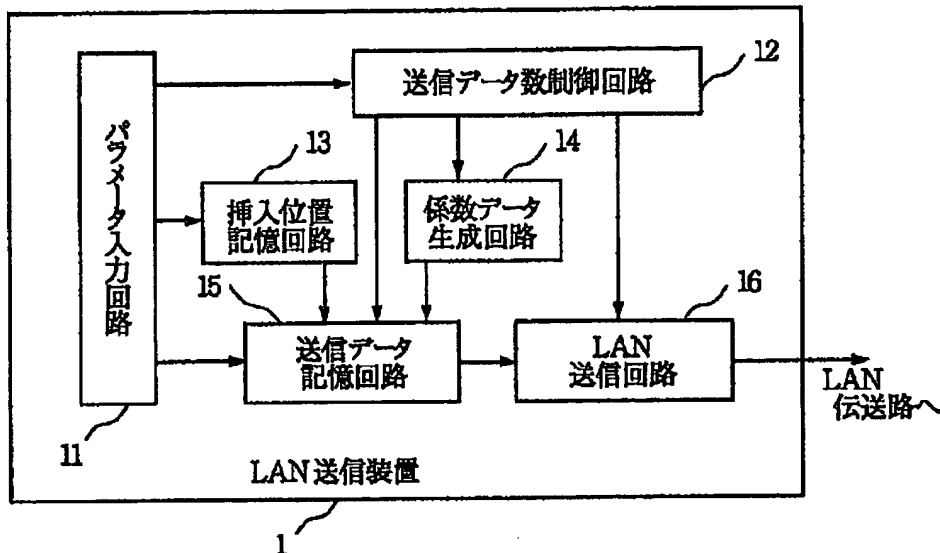 12
送信データ数制御回路
パラメータ入力回路
13
14
挿入位置
記憶回路
係数データ
生成回路
15
16
送信データ
記憶回路
LAN
送信回路
LAN
伝送路へ
11
LAN送信装置
1